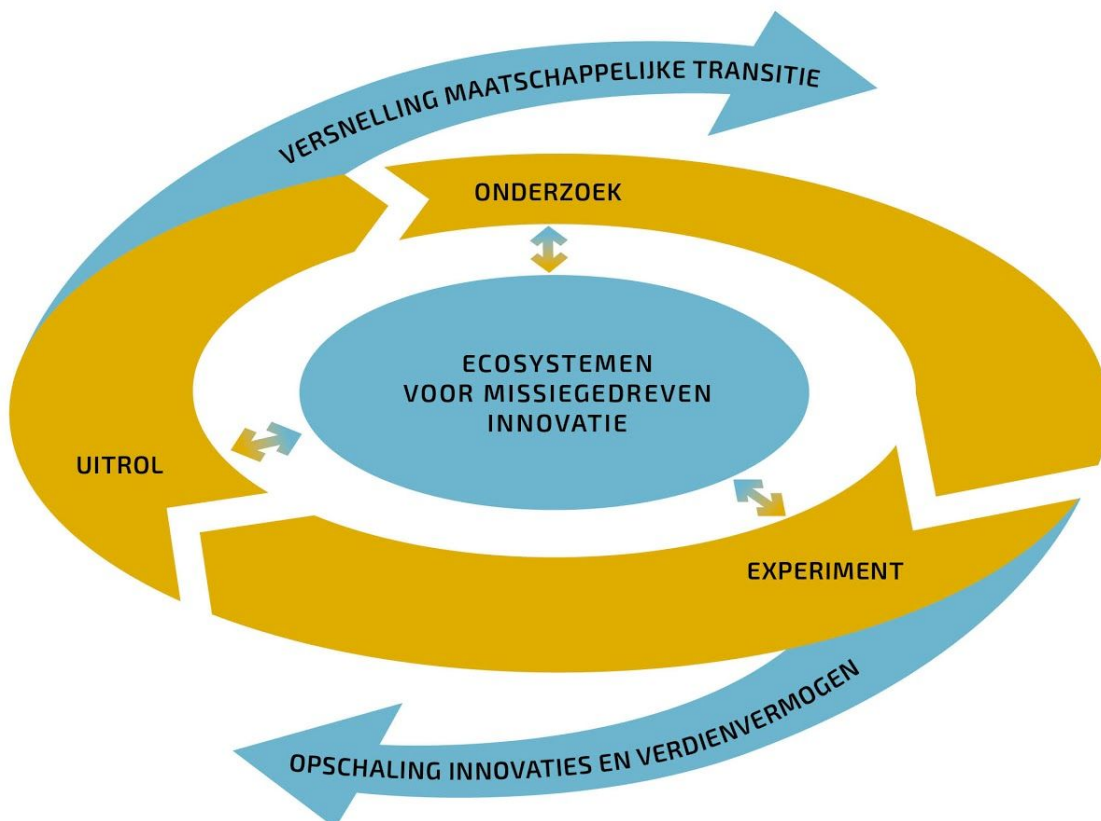 VERSNELLING MAATSCHAPPELIJKE TRANSITIE
ONDERZOEK
ECOSYSTEMEN
VOOR MISSIEGEDREVEN
INNOVATIE
UITROL
EXPERIMENT
OPSCHALING INNOVATIES EN VERDIENVERMOGEN